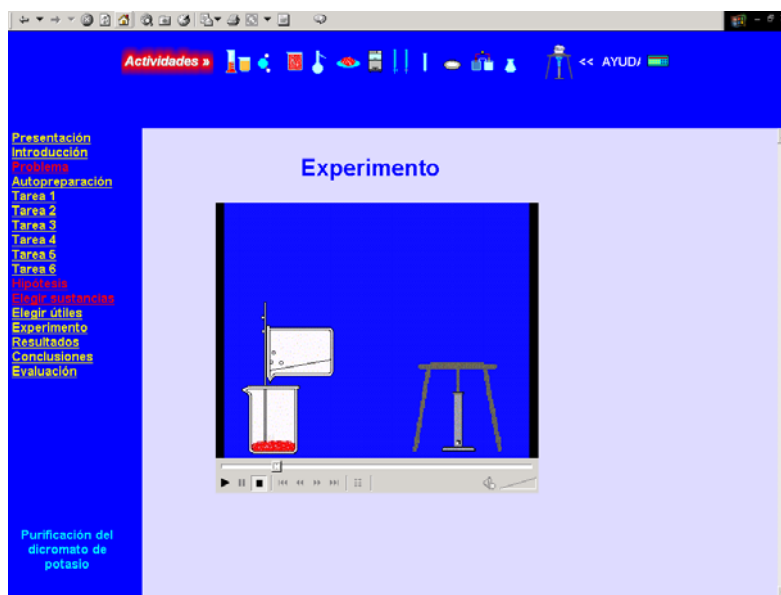 Actividades »
<< AYUD
Presentación
Introducción
Problema
Autopreparación
Tarea 1
Tarea 2
Tarea 3
Tarea 4
Tarea 5
Tarea 6
Hipótesis
Elegir sustancias
Elegir útiles
Experimento
Resultados
Conclusiones
Evaluación
Experimento
Purificación del
dicromato de
potasio